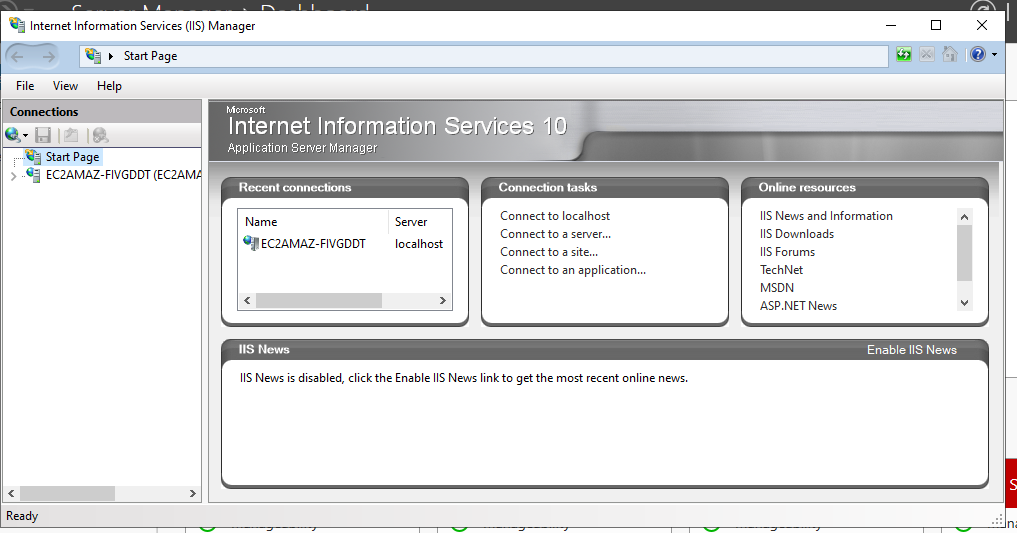 Server Manager › Dashboard
Internet Information Services (IIS) Manager
Start Page
File View Help
Connections
Start Page
EC2AMAZ-FIVGDDT (EC2AMA
Microsoft
Internet Information Services 10
Application Server Manager
Recent connections
Name Server
EC2AMAZ-FIVGDDT localhost
Connection tasks
Connect to localhost
Connect to a server...
Connect to a site...
Connect to an application...
Online resources
IIS News and Information
IIS Downloads
IIS Forums
TechNet
MSDN
ASP.NET News
IIS News Enable IIS News
IIS News is disabled, click the Enable IIS News link to get the most recent online news.
Ready